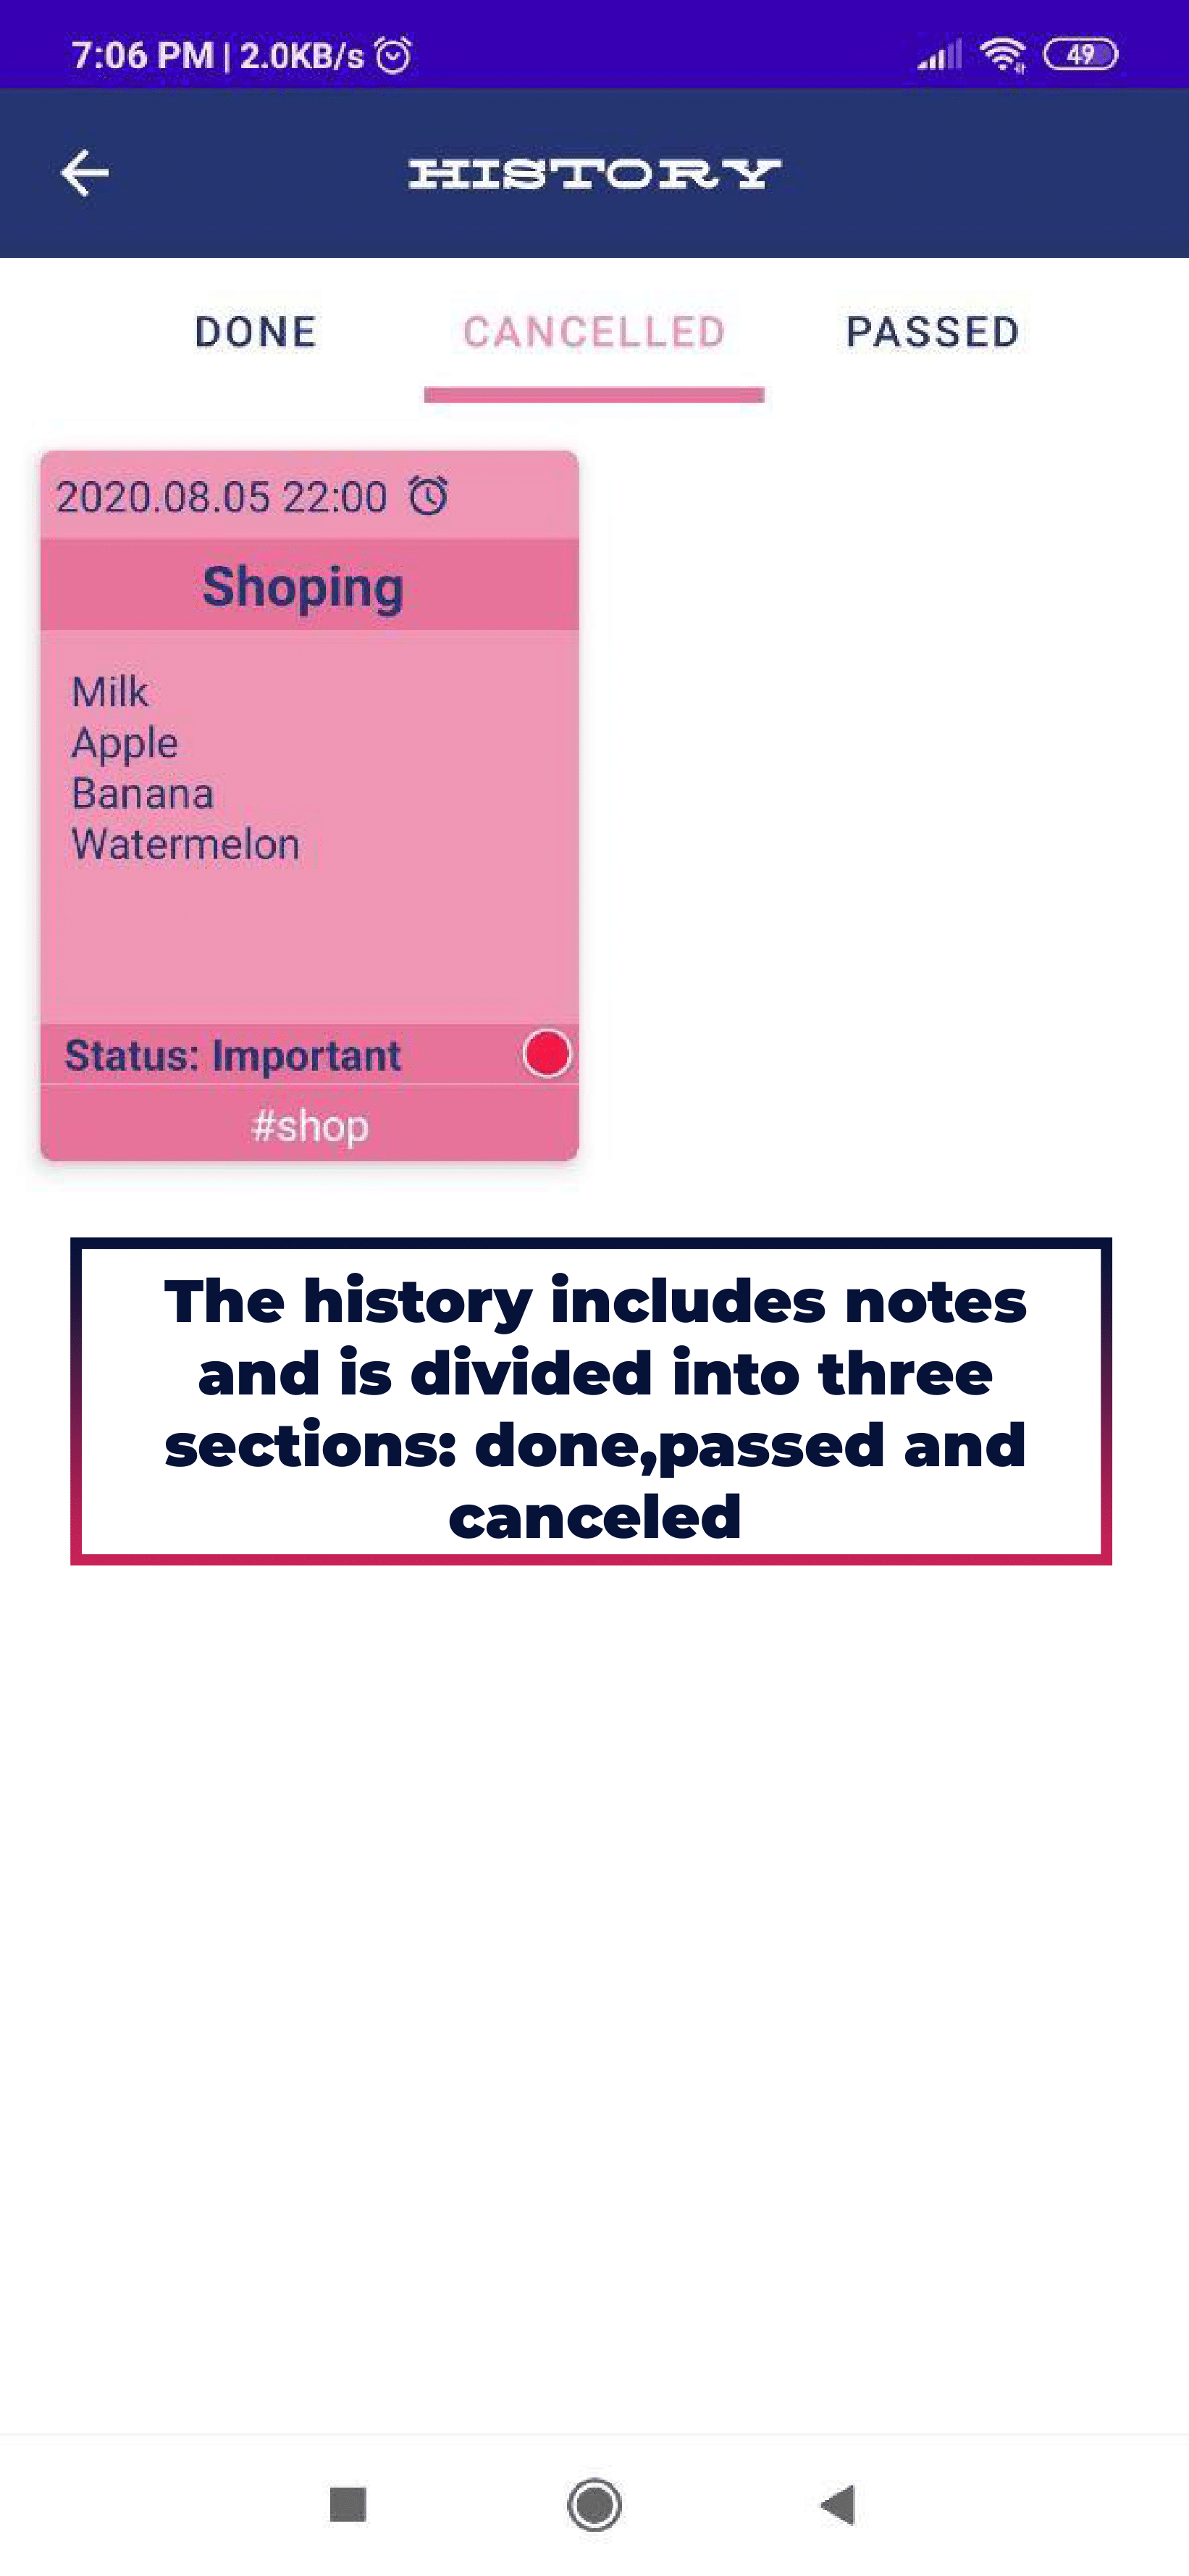 7:06 PM | 2.0KB/s
49
HISTORY
DONE CANCELLED PASSED
2020.08.05 22:00
Shoping
Milk
Apple
Banana
Watermelon
Status: Important
#shop
The history includes notes
and is divided into three
sections: done,passed and
canceled